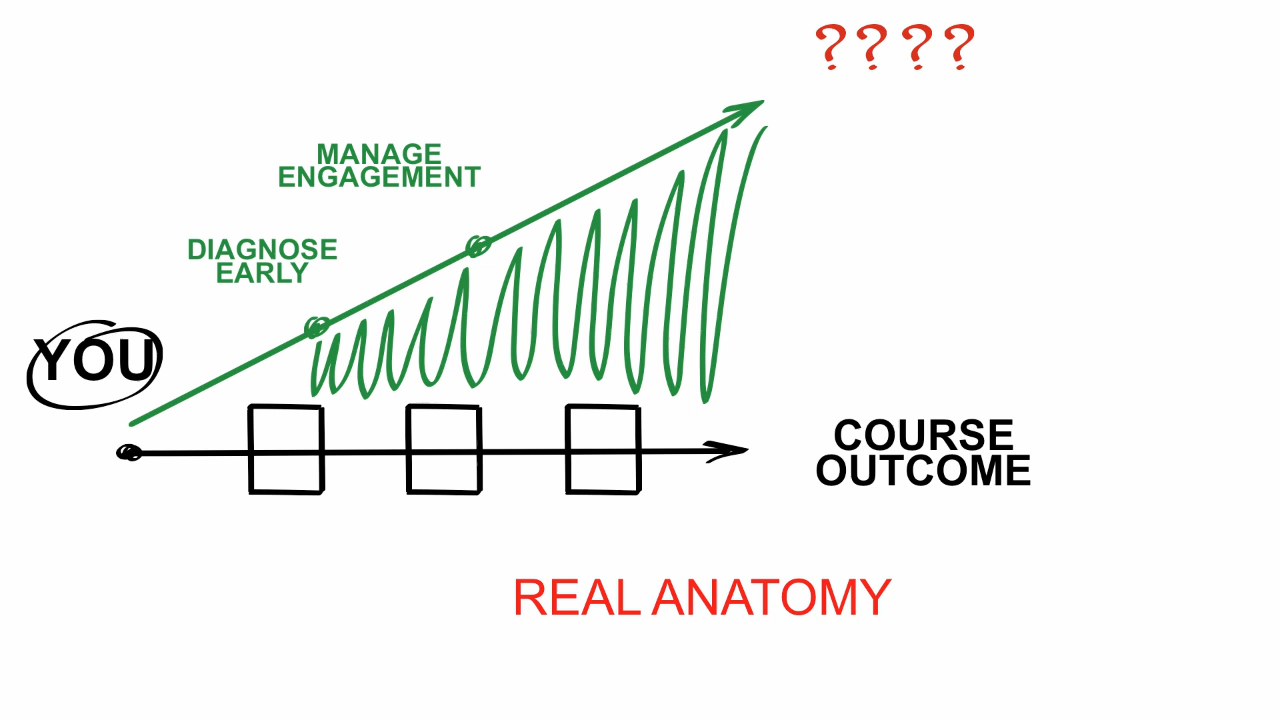 ????
MANAGE
ENGAGEMENT
DIAGNOSE
EARLY
YOU
COURSE
OUTCOME
REAL ANATOMY